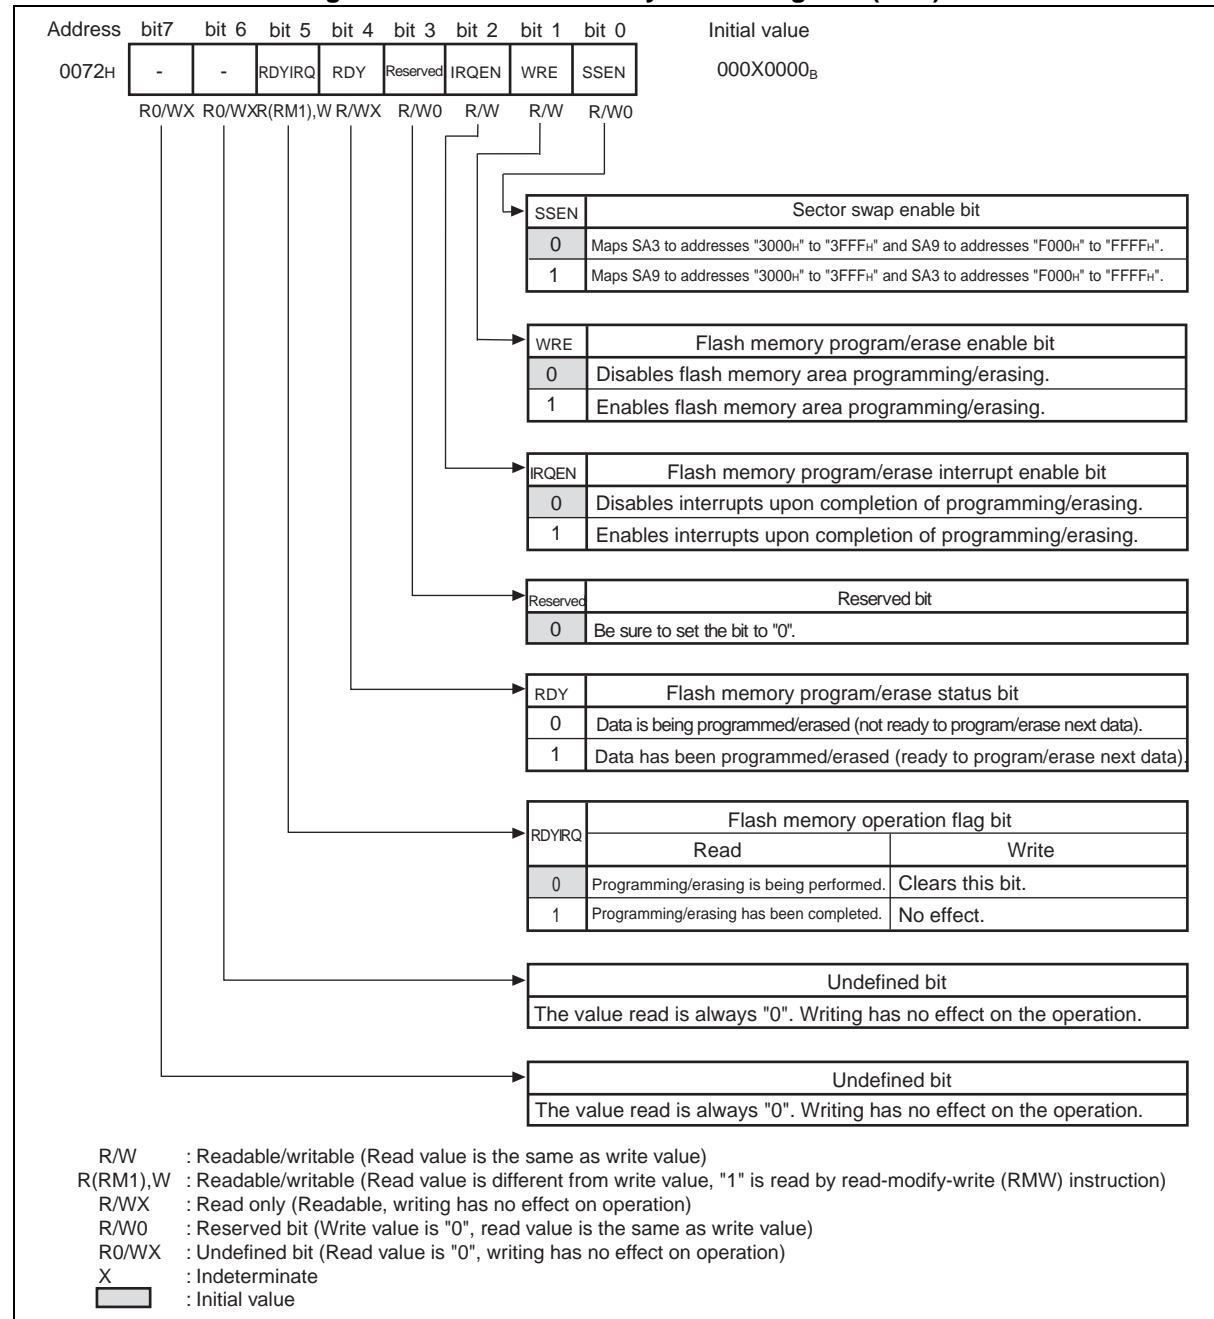 Address bit7 bit 6 bit 5 bit 4 bit 3 bit 2 bit 1 bit 0 Initial value
0072H - - RDYIRQ RDY Reserved IRQEN WRE SSEN 000X0000B
R0/WX R0/WX R(RM1),W R/WX R/W0 R/W R/W R/W0
SSEN Sector swap enable bit
0 Maps SA3 to addresses "3000H" to "3FFFH" and SA9 to addresses "F000H" to "FFFFH".
1 Maps SA9 to addresses "3000H" to "3FFFH" and SA3 to addresses "F000H" to "FFFFH".
WRE Flash memory program/erase enable bit
0 Disables flash memory area programming/erasing.
1 Enables flash memory area programming/erasing.
IRQEN Flash memory program/erase interrupt enable bit
0 Disables interrupts upon completion of programming/erasing.
1 Enables interrupts upon completion of programming/erasing.
Reserved Reserved bit
0 Be sure to set the bit to "0".
RDY Flash memory program/erase status bit
0 Data is being programmed/erased (not ready to program/erase next data).
1 Data has been programmed/erased (ready to program/erase next data).
RDYIRQ Flash memory operation flag bit
Read Write
0 Programming/erasing is being performed. Clears this bit.
1 Programming/erasing has been completed. No effect.
Undefined bit
The value read is always "0". Writing has no effect on the operation.
Undefined bit
The value read is always "0". Writing has no effect on the operation.
R/W : Readable/writable (Read value is the same as write value)
R(RM1),W : Readable/writable (Read value is different from write value, "1" is read by read-modify-write (RMW) instruction)
R/WX : Read only (Readable, writing has no effect on operation)
R/W0 : Reserved bit (Write value is "0", read value is the same as write value)
R0/WX : Undefined bit (Read value is "0", writing has no effect on operation)
X : Indeterminate
: Initial value